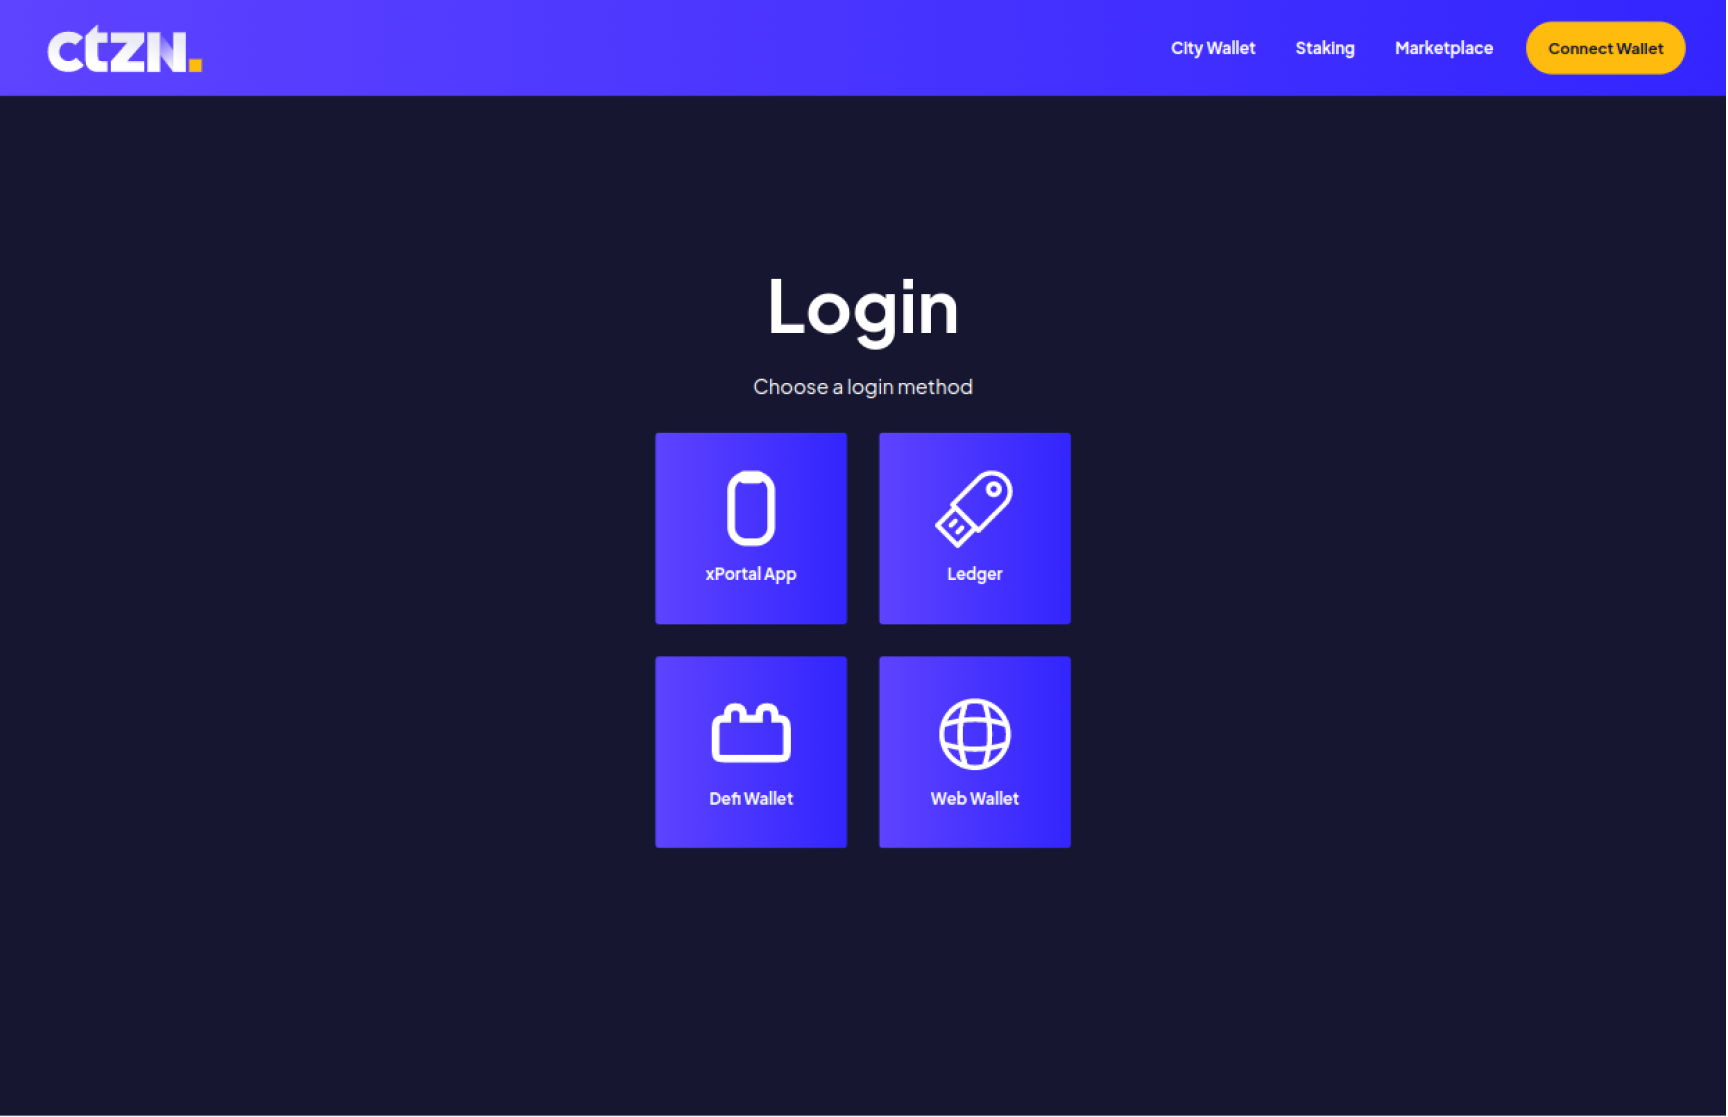 ctzn.
City Wallet
Staking
Marketplace
Connect Wallet
Login
Choose a login method
xPortal App
Ledger
Defi Wallet
Web Wallet